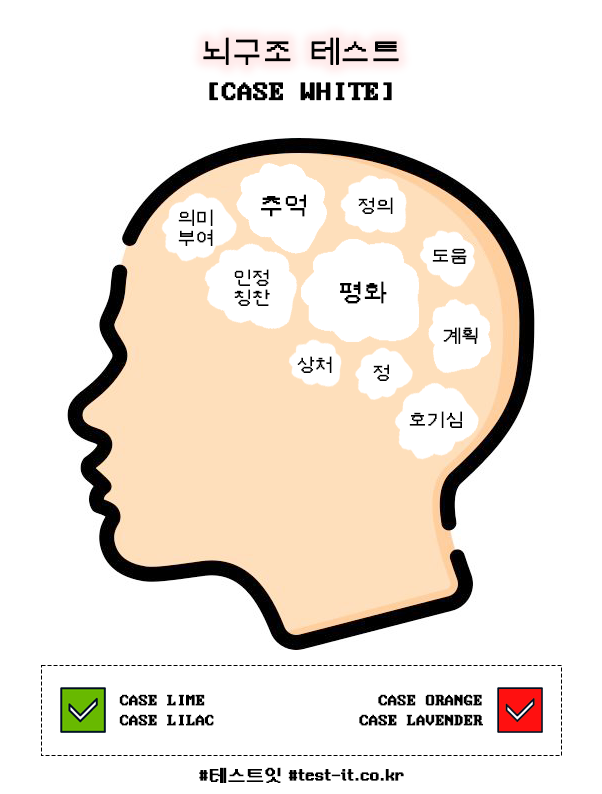 뇌구조 테스트
[CASE WHITE]
의미
부여
추억
정의
도움
인정
칭찬
평화
계획
상처
정
호기심
CASE LIME
CASE LILAC
CASE ORANGE
CASE LAVENDER
#테스트잇 #test-it.co.kr